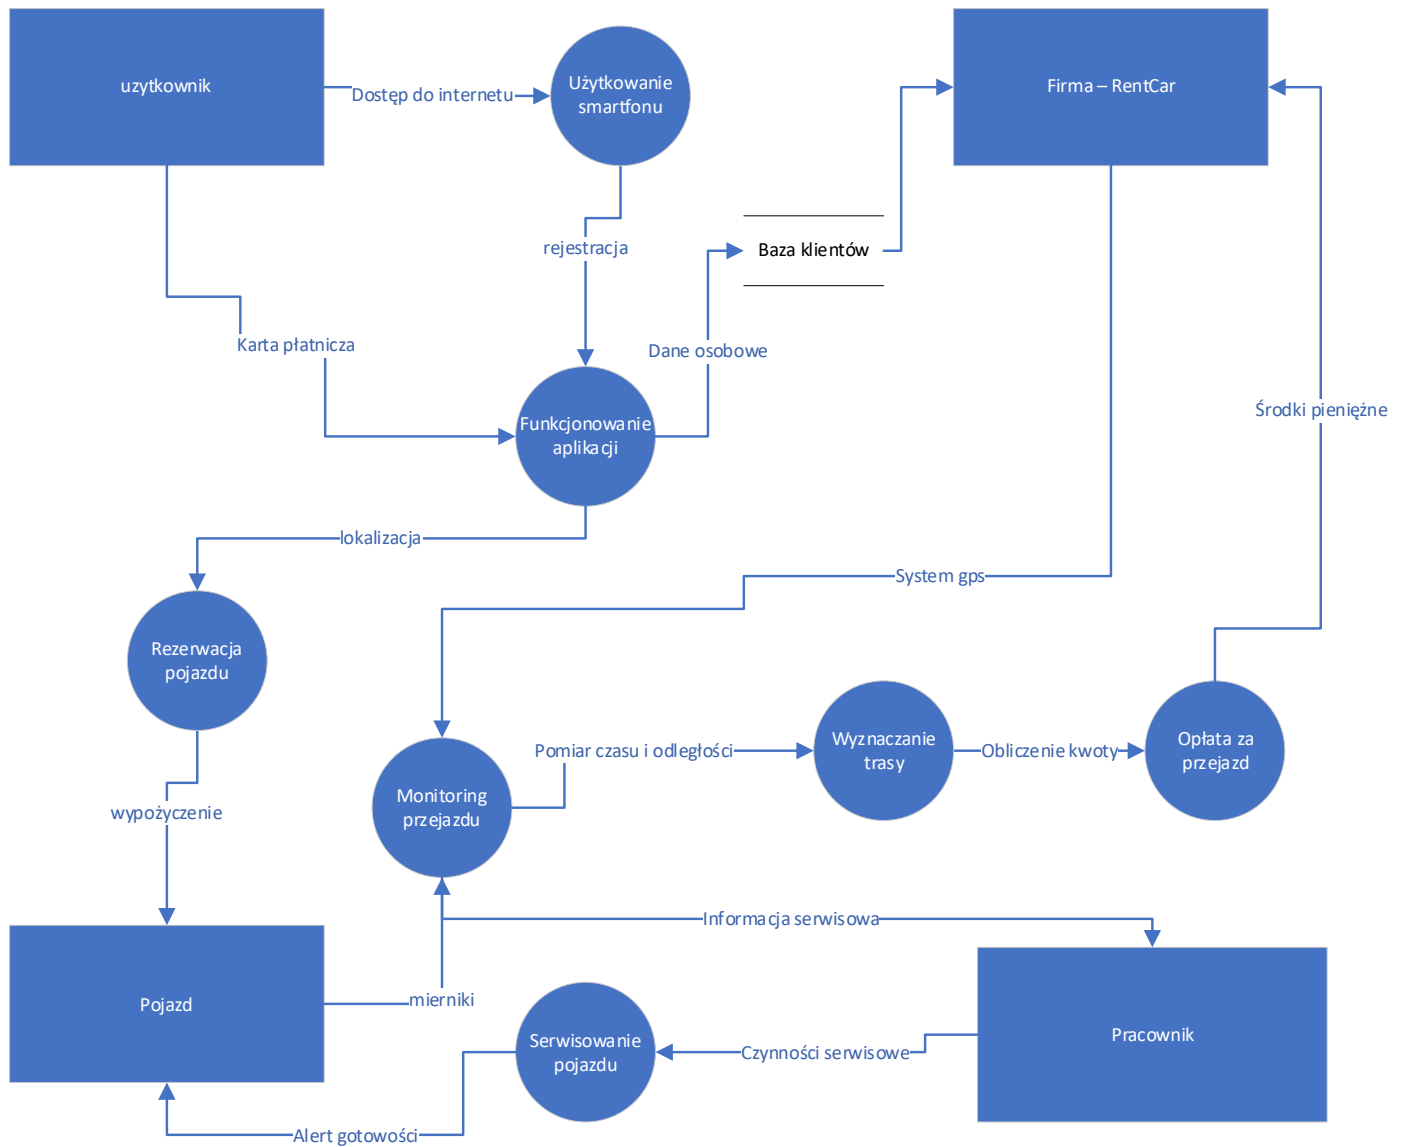 uzytkownik
Dostęp do internetu
Użytkowanie
smartfonu
Firma – RentCar
rejestracja
Baza klientów
Karta płatnicza
Dane osobowe
Środki pieniężne
Funkcjonowanie
aplikacji
lokalizacja
System gps
Rezerwacja
pojazdu
Pomiar czasu i odległości
Wyznaczanie
trasy
Obliczenie kwoty
Opłata za
przejazd
Monitoring
przejazdu
wypożyczenie
Informacja serwisowa
mierniki
Pojazd
Serwisowanie
pojazdu
Czynności serwisowe
Pracownik
Alert gotowości